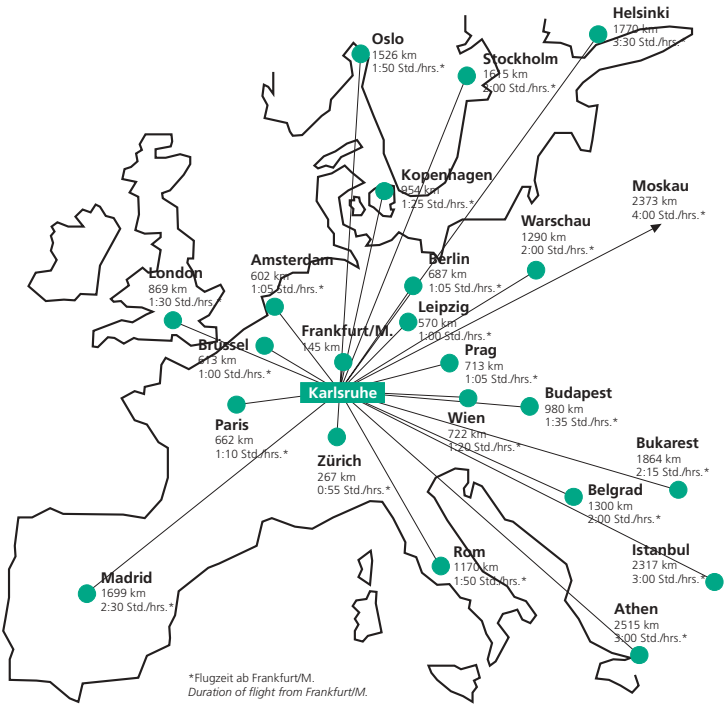 Helsinki
1770 km
3:30 Std./hrs.*
Oslo
1526 km
1:50 Std./hrs.*
Stockholm
1615 km
2:00 Std./hrs.*
Kopenhagen
954 km
1:25 Std./hrs.*
Moskau
2373 km
4:00 Std./hrs.*
Warschau
1290 km
2:00 Std./hrs.*
Amsterdam
602 km
1:05 Std./hrs.*
Berlin
687 km
1:05 Std./hrs.*
London
869 km
1:30 Std./hrs.*
Leipzig
570 km
1:00 Std./hrs.*
Frankfurt/M.
145 km
Brüssel
613 km
1:00 Std./hrs.*
Prag
713 km
1:05 Std./hrs.*
Karlsruhe
Budapest
980 km
1:35 Std./hrs.*
Paris
662 km
1:10 Std./hrs.*
Wien
722 km
1:20 Std./hrs.*
Bukarest
1864 km
2:15 Std./hrs.*
Zürich
267 km
0:55 Std./hrs.*
Belgrad
1300 km
2:00 Std./hrs.*
Istanbul
2317 km
3:00 Std./hrs.*
Rom
1170 km
1:50 Std./hrs.*
Madrid
1699 km
2:30 Std./hrs.*
Athen
2515 km
3:00 Std./hrs.*
*Flugzeit ab Frankfurt/M.
Duration of flight from Frankfurt/M.